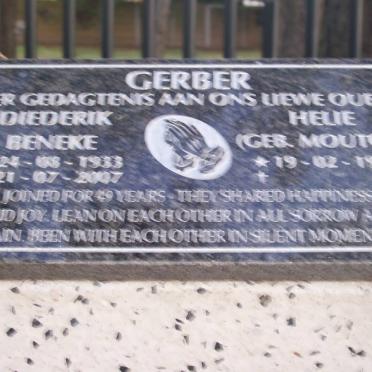 GERBER
ER GEDAGTENIS AAN ONS LIEWE OUE
DIEDERIK HELIE
BENEKE (GEB. MOUTO
24-08-1933 * 19-02-19
21-07-2007 †
JOINED FOR 49 YEARS - THEY SHARED HAPPINESS
D JOY. LEAN ON EACH OTHER IN ALL SORROW A
AIN. BEEN WITH EACH OTHER IN SILENT MOMEN